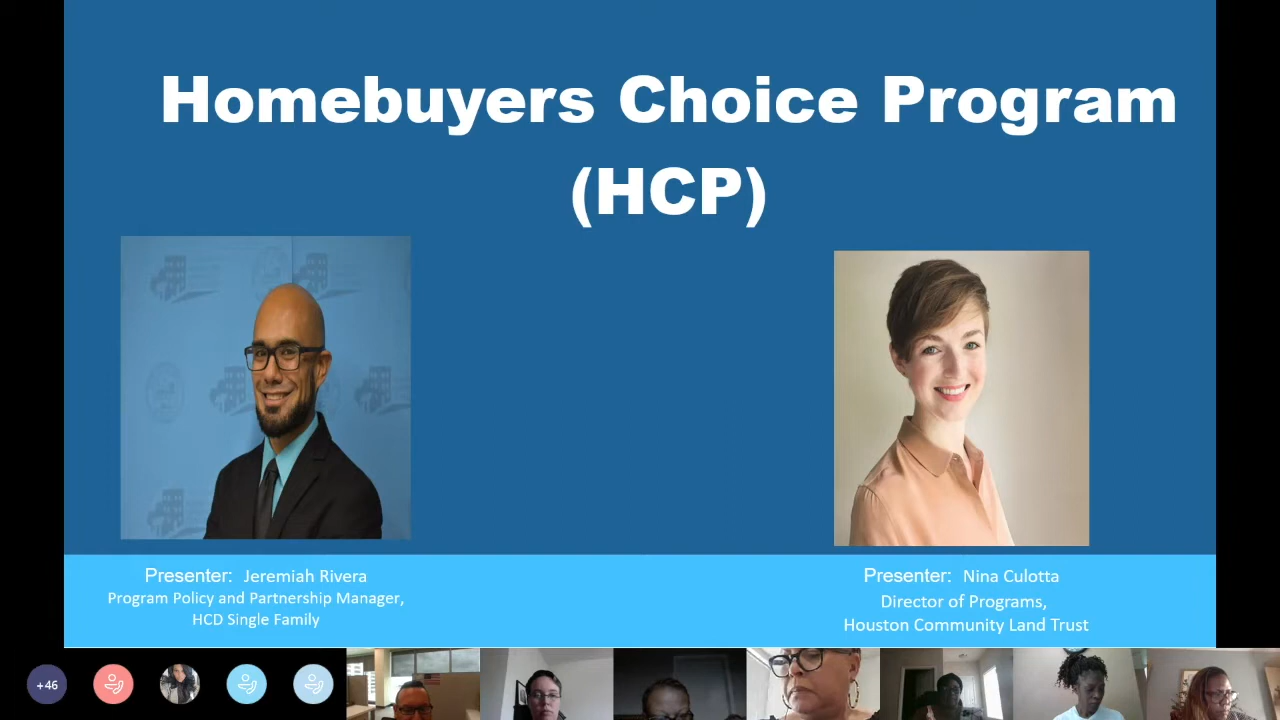 Homebuyers Choice Program
(HCP)
Presenter: Jeremiah Rivera
Program Policy and Partnership Manager,
HCD Single Family
Presenter: Nina Culotta
Director of Programs,
Houston Community Land Trust
+46